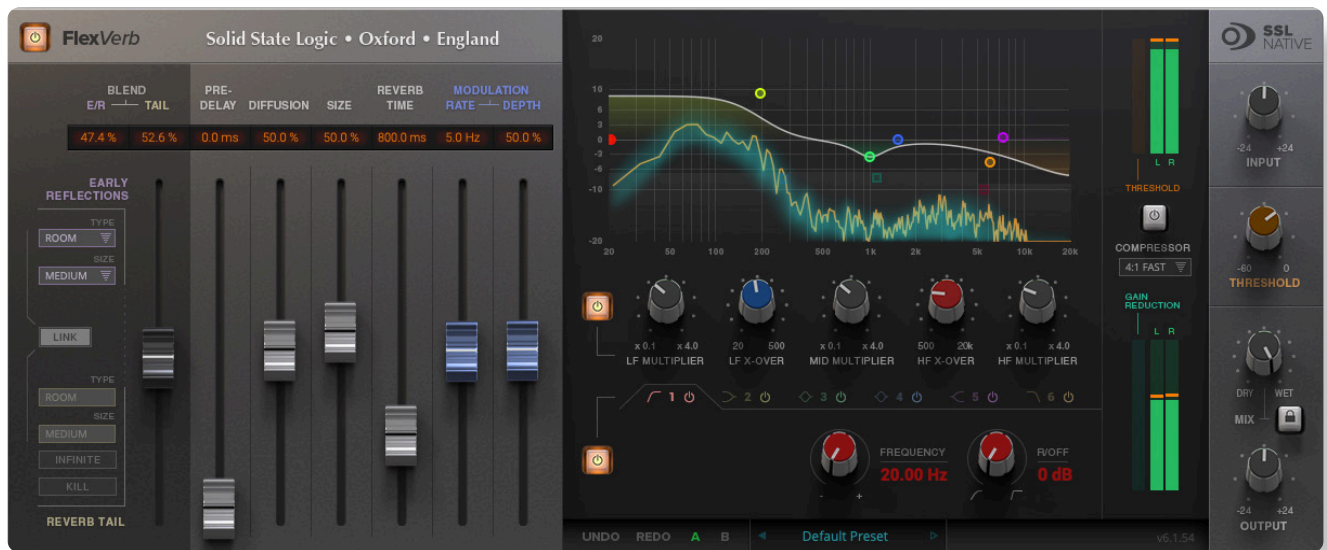 FlexVerb
Solid State Logic • Oxford • England
SSL
NATIVE
BLEND
E/R TAIL
PRE-
DELAY
DIFFUSION
SIZE
REVERB
TIME
MODULATION
RATE DEPTH
47.4 % 52.6 % 0.0 ms 50.0 % 50.0 % 800.0 ms 5.0 Hz 50.0 %
EARLY
REFLECTIONS
TYPE
ROOM
SIZE
MEDIUM
LINK
TYPE
ROOM
SIZE
MEDIUM
INFINITE
KILL
REVERB TAIL
20
10
6
3
0
-3
-6
-10
-20
20 50 100 200 500 1k 2k 5k 10k 20k
x 0.1 x 4.0
LF MULTIPLIER
20 500
LF X-OVER
x 0.1 x 4.0
MID MULTIPLIER
500 20k
HF X-OVER
x 0.1 x 4.0
HF MULTIPLIER
1 2 3 4 5 6
- +
FREQUENCY
20.00 Hz
R/OFF
0 dB
UNDO REDO A B
Default Preset
v6.1.54
L R
THRESHOLD
COMPRESSOR
4:1 FAST
GAIN
REDUCTION
L R
-24 +24
INPUT
-60 0
THRESHOLD
DRY WET
MIX
-24 +24
OUTPUT